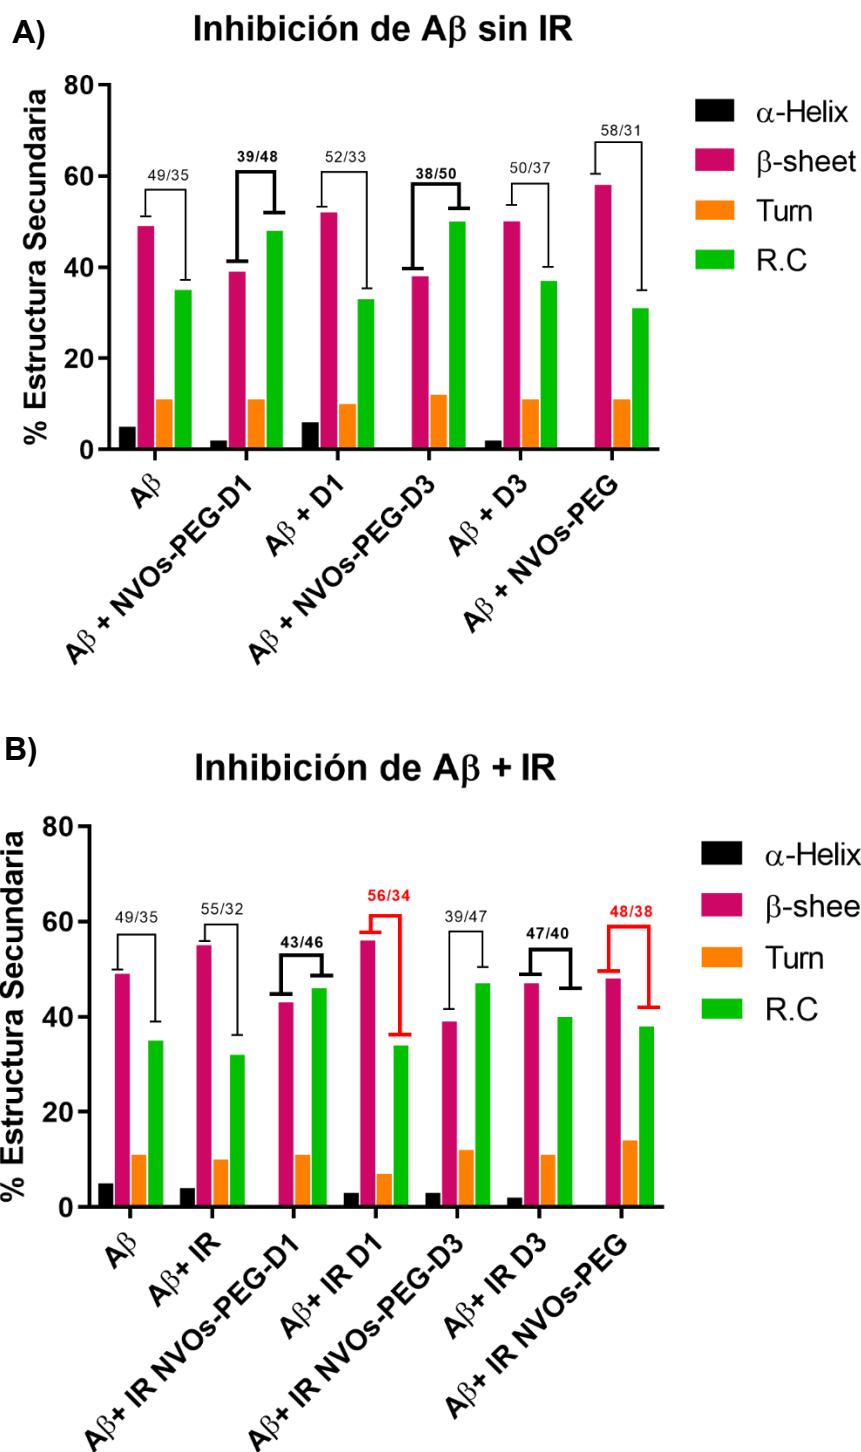 A)
Inhibición de Aβ sin IR
% Estructura Secundaria
80
60
40
20
0
49/35
39/48
52/33
38/50
50/37
58/31
α-Helix
β-sheet
Turn
R.C
Aβ
Aβ + NVOs-PEG-D1
Aβ + D1
Aβ + NVOs-PEG-D3
Aβ + D3
Aβ + NVOs-PEG
B)
Inhibición de Aβ + IR
% Estructura Secundaria
80
60
40
20
0
49/35
55/32
43/46
56/34
39/47
47/40
48/38
α-Helix
β-shee
Turn
R.C
Aβ
Aβ+ IR
Aβ+ IR NVOs-PEG-D1
Aβ+ IR D1
Aβ+ IR NVOs-PEG-D3
Aβ+ IR D3
Aβ+ IR NVOs-PEG